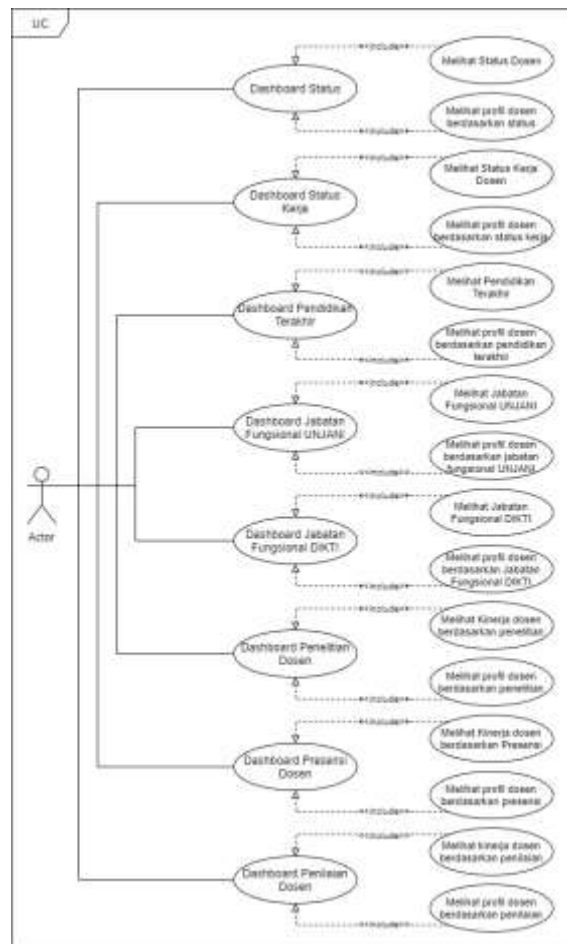 UC
<<include>>
Melihat Status Dosen
Dashboard Status
Melihat profil dosen
berdasarkan status
<<include>>
<<include>>
Melihat Status Kerja
Dosen
Dashboard Status
Kerja
Melihat profil dosen
berdasarkan status kerja
<<include>>
<<include>>
Melihat Pendidikan
Terakhir
Dashboard Pendidikan
Terakhir
Melihat profil dosen
berdasarkan pendidikan
terakhir
<<include>>
<<include>>
Melihat Jabatan
Fungsional UNJANI
Dashboard Jabatan
Fungsional UNJANI
Melihat profil dosen
berdasarkan jabatan
fungsional UNJANI
<<include>>
Actor
<<include>>
Melihat Jabatan
Fungsional DIKTI
Dashboard Jabatan
Fungsional DIKTI
Melihat profil dosen
berdasarkan Jabatan
Fungsional DIKTI
<<include>>
<<include>>
Melihat Kinerja dosen
berdasarkan penelitian
Dashboard Penelitian
Dosen
Melihat profil dosen
berdasarkan penelitian
<<include>>
<<include>>
Melihat Kinerja dosen
berdasarkan Presensi
Dashboard Presensi
Dosen
Melihat profil dosen
berdasarkan presensi
<<include>>
<<include>>
Melihat kinerja dosen
berdasarkan penilaian
Dashboard Penilaian
Dosen
Melihat profil dosen
berdasarkan penilaian
<<include>>